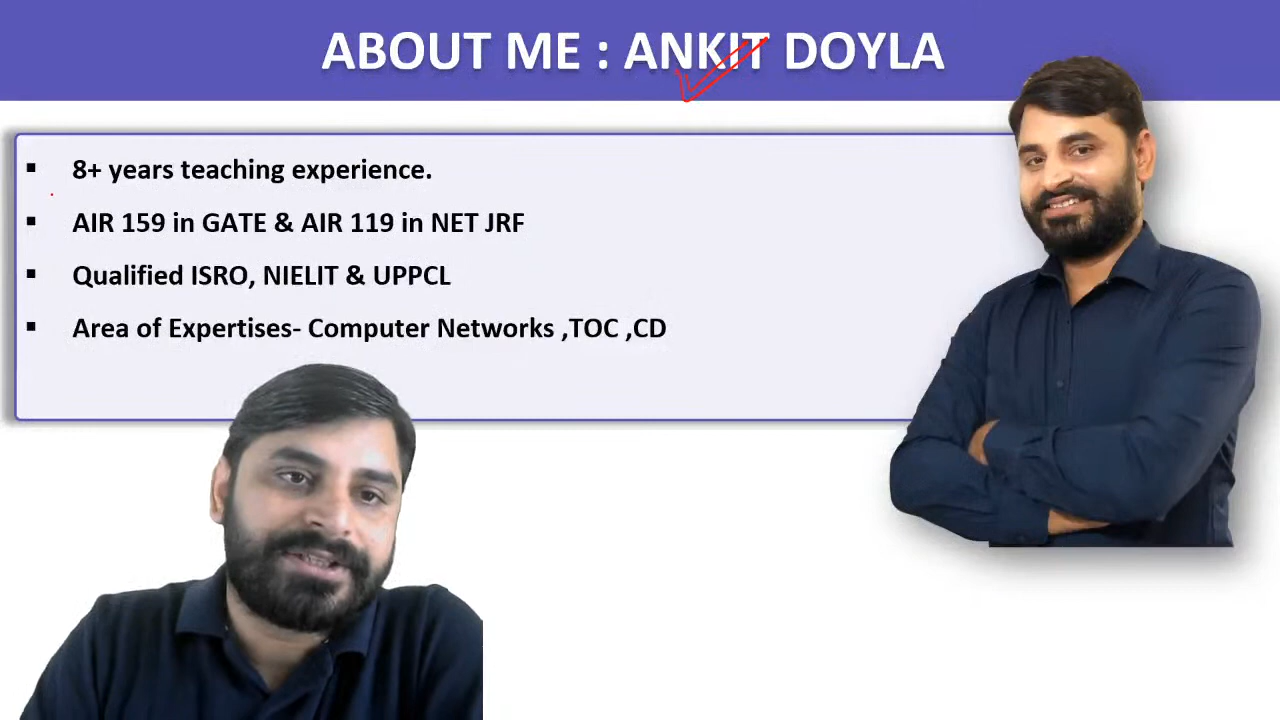 ABOUT ME : ANKIT DOYLA
▪ 8+ years teaching experience.
▪ AIR 159 in GATE & AIR 119 in NET JRF
▪ Qualified ISRO, NIELIT & UPPCL
▪ Area of Expertises- Computer Networks ,TOC ,CD